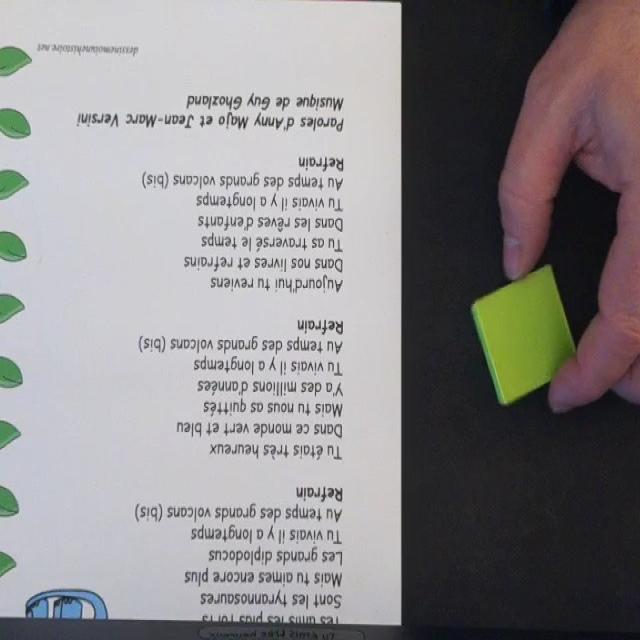 Tes amis les plus forts
Sont les tyrannosaures
Mais tu aimes encore plus
Les grands diplodocus
Tu vivais il y a longtemps
Au temps des grands volcans (bis)
Refrain
Tu étais très heureux
Dans ce monde vert et bleu
Mais tu nous as quittés
Y'a des millions d'années
Tu vivais il y a longtemps
Au temps des grands volcans (bis)
Refrain
Aujourd'hui tu reviens
Dans nos livres et refrains
Tu as traversé le temps
Dans les rêves d'enfants
Tu vivais il y a longtemps
Au temps des grands volcans (bis)
Refrain
Paroles d'Anny Majo et Jean-Marc Versini
Musique de Guy Ghozland
dessinemoiunehistoire.net